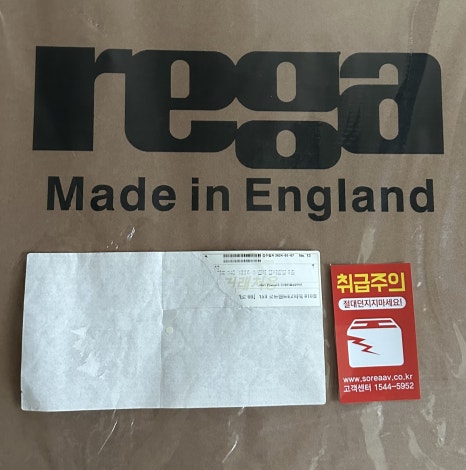 rega
Made in England
취급주의
절대던지지마세요!
www.soreaav.co.kr
고객센터 1544-5952